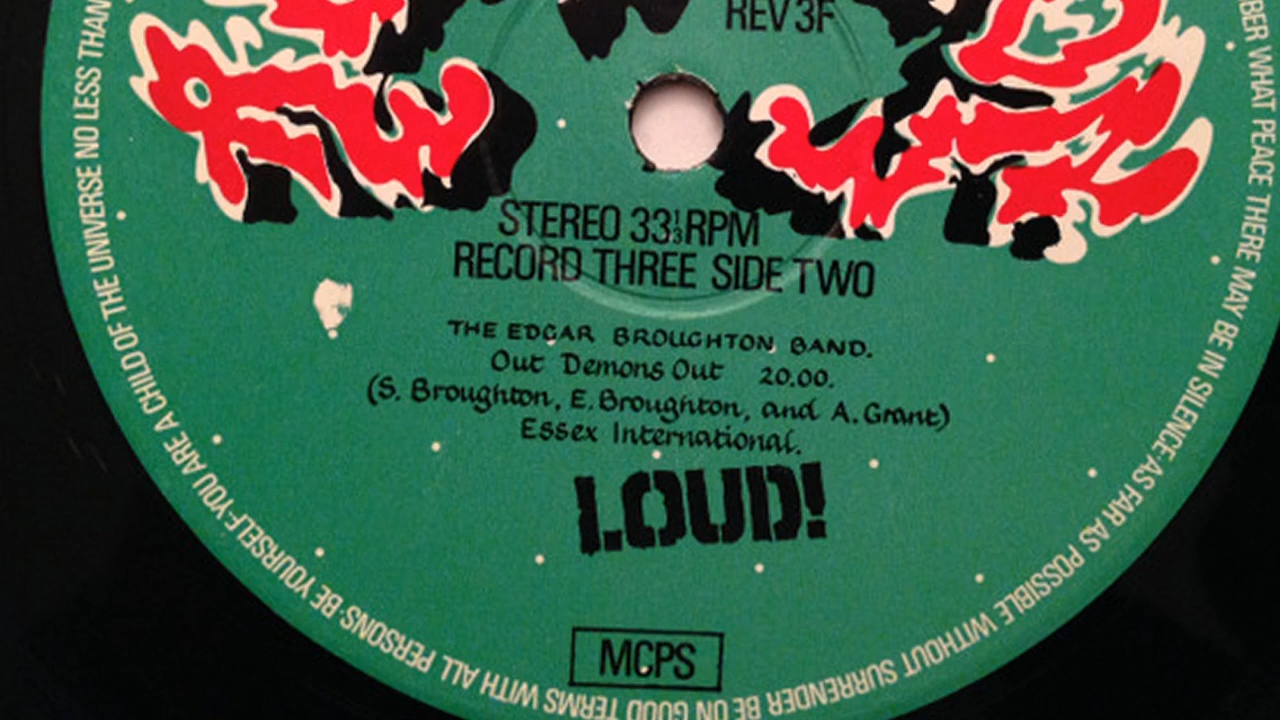 REV 3F
STEREO 33⅓ RPM
RECORD THREE SIDE TWO
THE EDGAR BROUGHTON BAND.
Out Demons Out 20.00.
(S. Broughton, E. Broughton, and A. Grant)
Essex International.
LOUD!
MCPS
WHAT PEACE THERE MAY BE IN SILENCE·AS FAR AS POSSIBLE WITHOUT SURRENDER BE ON GOOD TERMS WITH ALL PERSONS·BE YOURSELF·YOU ARE A CHILD OF THE UNIVERSE NO LESS THAN